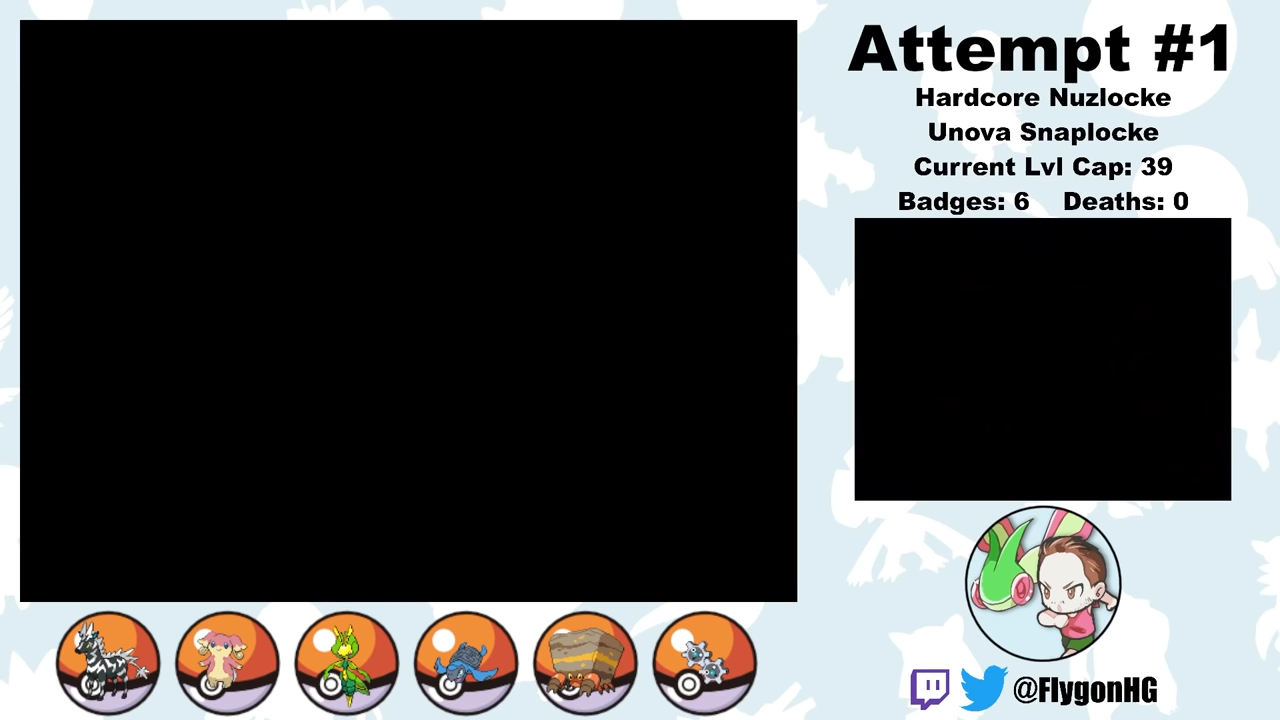 Attempt #1
Hardcore Nuzlocke
Unova Snaplocke
Current Lvl Cap: 39
Badges: 6 Deaths: 0
@FlygonHG